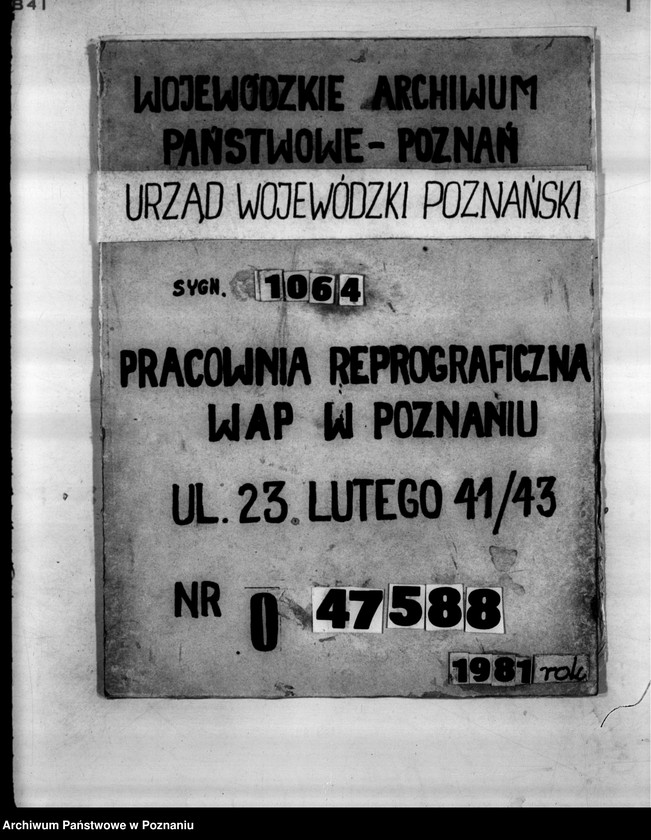 841
WOJEWÓDZKIE ARCHIWUM
PAŃSTWOWE - POZNAŃ
URZĄD WOJEWÓDZKI POZNAŃSKI
SYGN. 1064
PRACOWNIA REPROGRAFICZNA
WAP W POZNANIU
UL. 23. LUTEGO 41/43
NR 0 47588
1981 rok
Archiwum Państwowe w Poznaniu